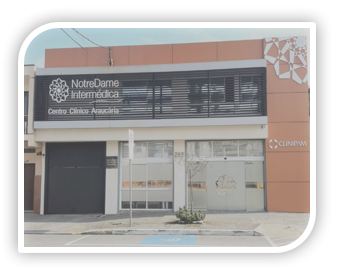 NotreDame
Intermédica
Centro Clínico Araucária
CLINIPAM